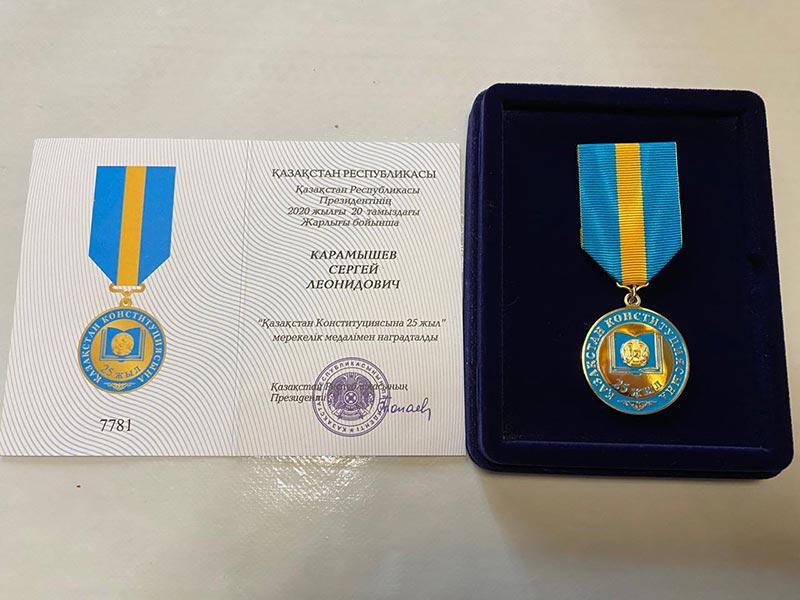 ҚАЗАҚСТАН КОНСТИТУЦИЯСЫНА
25 ЖЫЛ
7781
ҚАЗАҚСТАН РЕСПУБЛИКАСЫ
Қазақстан Республикасы
Президентінің
2020 жылғы 20 тамыздағы
Жарлығы бойынша
КАРАМЫШЕВ
СЕРГЕЙ
ЛЕОНИДОВИЧ
"Қазақстан Конституциясына 25 жыл"
мерекелік медалімен наградталды
Қазақстан Республикасының
Президенті
ҚАЗАҚСТАН КОНСТИТУЦИЯСЫНА
25 ЖЫЛ